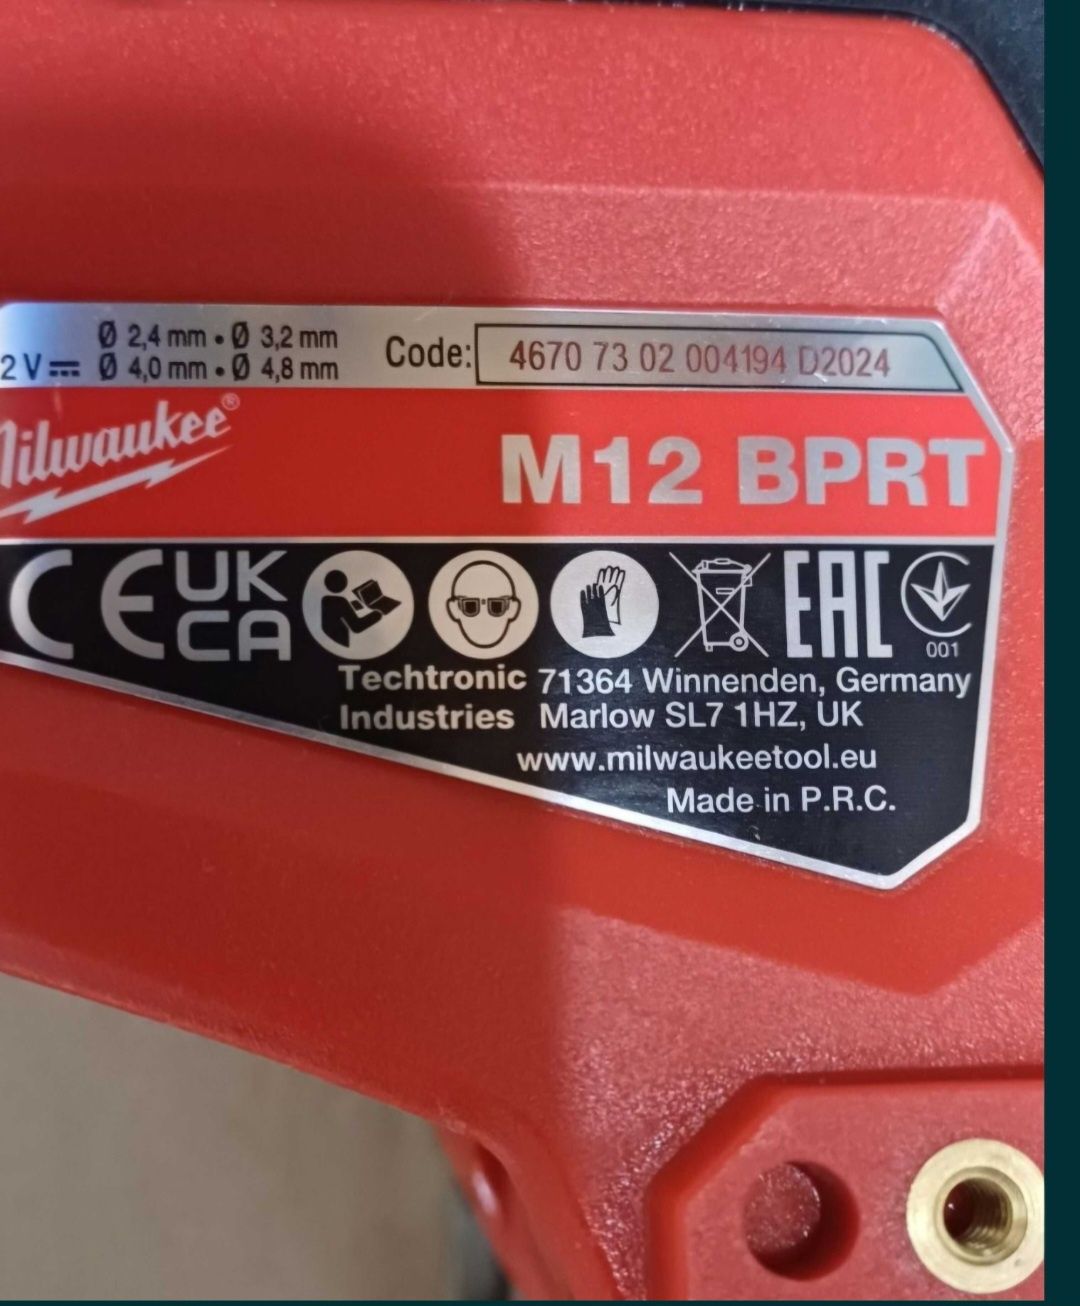 2 V Ø 2,4 mm • Ø 3,2 mm
Ø 4,0 mm • Ø 4,8 mm
Code: 4670 73 02 004194 D2024
Milwaukee®
M12 BPRT
CE UK
CA
EAC
001
Techtronic 71364 Winnenden, Germany
Industries Marlow SL7 1HZ, UK
www.milwaukeetool.eu
Made in P.R.C.